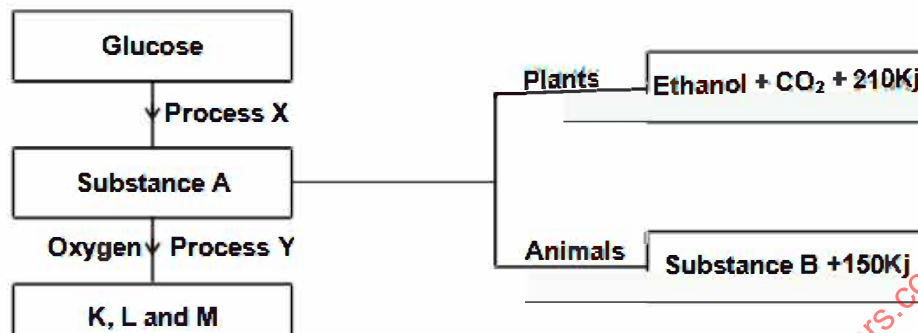 Glucose
Process X
Substance A
Oxygen Process Y
K, L and M
Plants
Ethanol + CO₂ + 210Kj
Animals
Substance B +150Kj